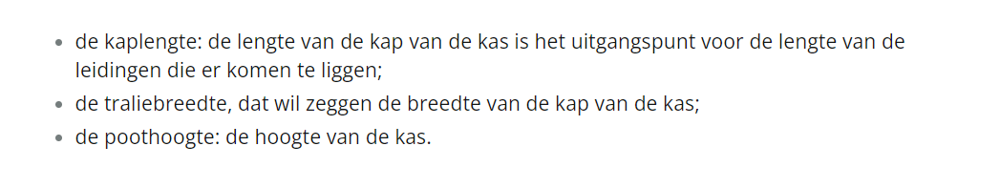 • de kaplengte: de lengte van de kap van de kas is het uitgangspunt voor de lengte van de
leidingen die er komen te liggen;
• de traliebreedte, dat wil zeggen de breedte van de kap van de kas;
• de poothoogte: de hoogte van de kas.